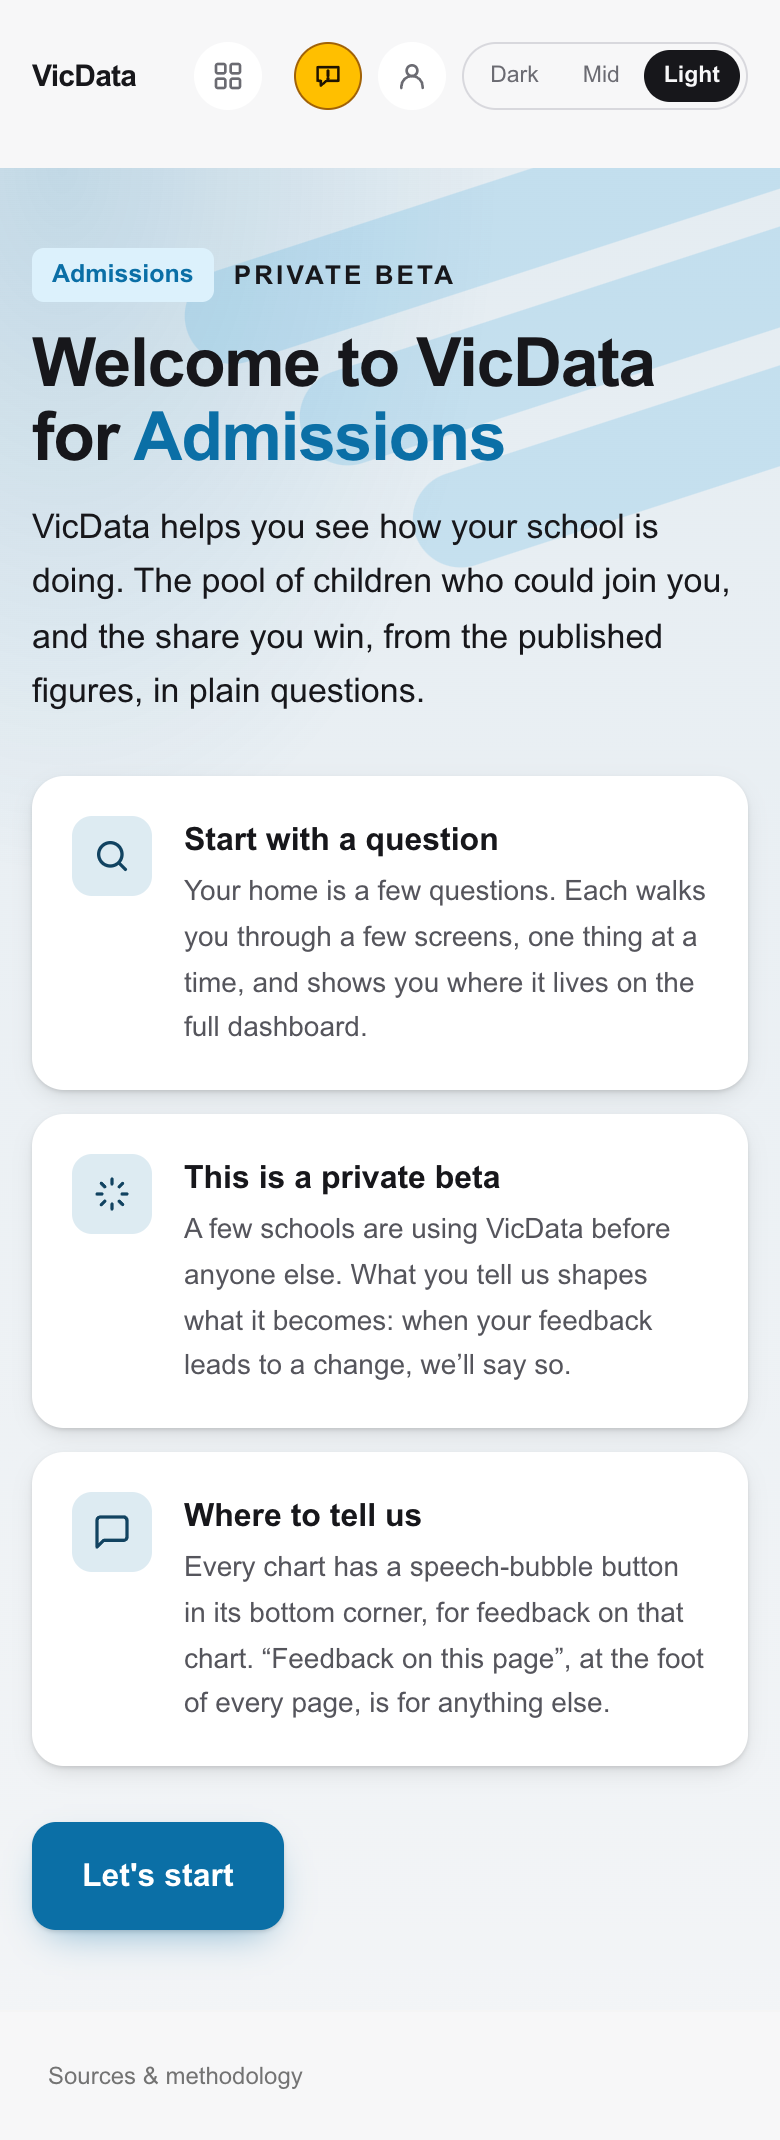 VicData
Dark Mid Light
Admissions PRIVATE BETA
Welcome to VicData
for Admissions
VicData helps you see how your school is
doing. The pool of children who could join you,
and the share you win, from the published
figures, in plain questions.
Start with a question
Your home is a few questions. Each walks
you through a few screens, one thing at a
time, and shows you where it lives on the
full dashboard.
This is a private beta
A few schools are using VicData before
anyone else. What you tell us shapes
what it becomes: when your feedback
leads to a change, we’ll say so.
Where to tell us
Every chart has a speech-bubble button
in its bottom corner, for feedback on that
chart. “Feedback on this page”, at the foot
of every page, is for anything else.
Let's start
Sources & methodology